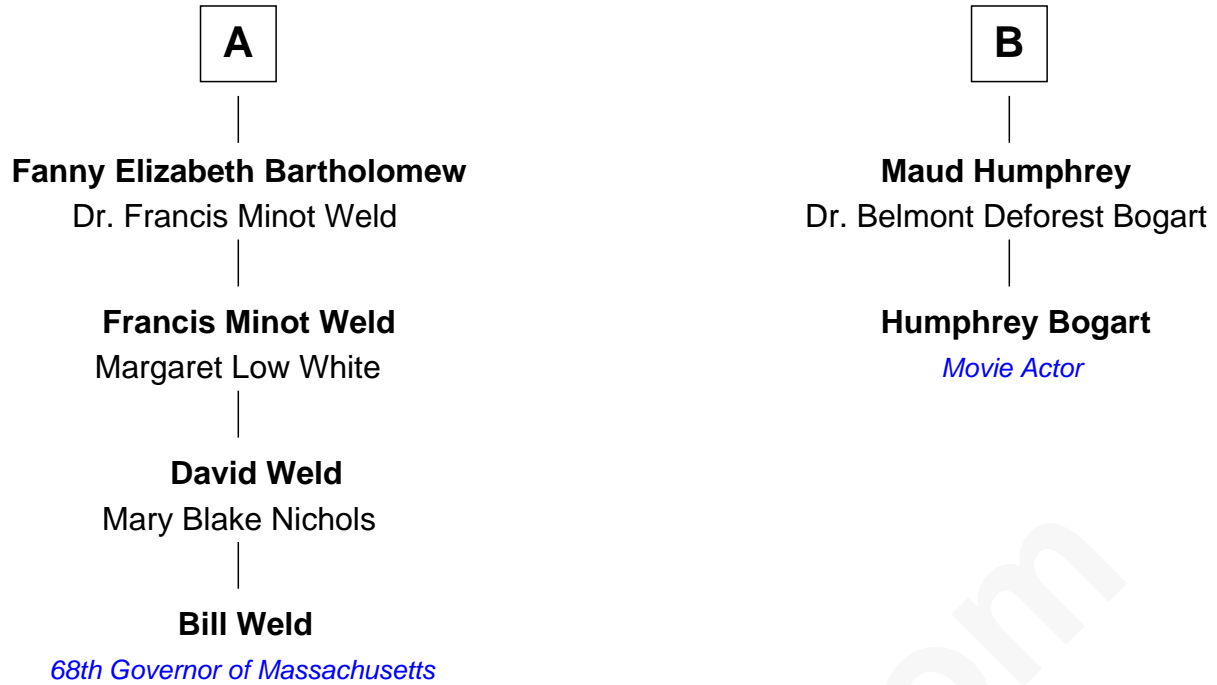 A
Fanny Elizabeth Bartholomew
Dr. Francis Minot Weld
Francis Minot Weld
Margaret Low White
David Weld
Mary Blake Nichols
Bill Weld
68th Governor of Massachusetts
B
Maud Humphrey
Dr. Belmont Deforest Bogart
Humphrey Bogart
Movie Actor
om